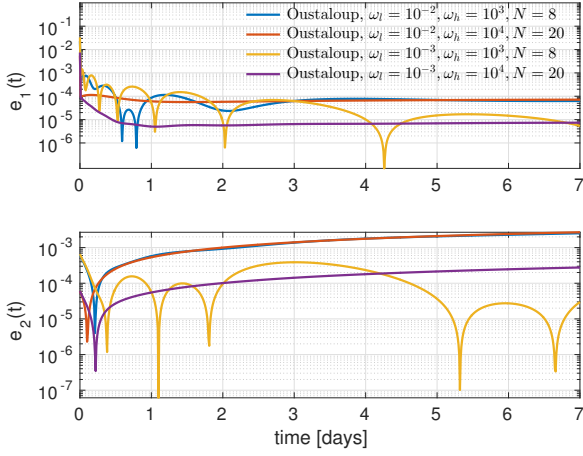 Oustaloup, ω_l = 10^-2, ω_h = 10^3, N = 8
Oustaloup, ω_l = 10^-2, ω_h = 10^4, N = 20
Oustaloup, ω_l = 10^-3, ω_h = 10^3, N = 8
Oustaloup, ω_l = 10^-3, ω_h = 10^4, N = 20
e_1(t)
10^-1
10^-2
10^-3
10^-4
10^-5
10^-6
0 1 2 3 4 5 6 7
e_2(t)
10^-3
10^-4
10^-5
10^-6
10^-7
0 1 2 3 4 5 6 7
time [days]